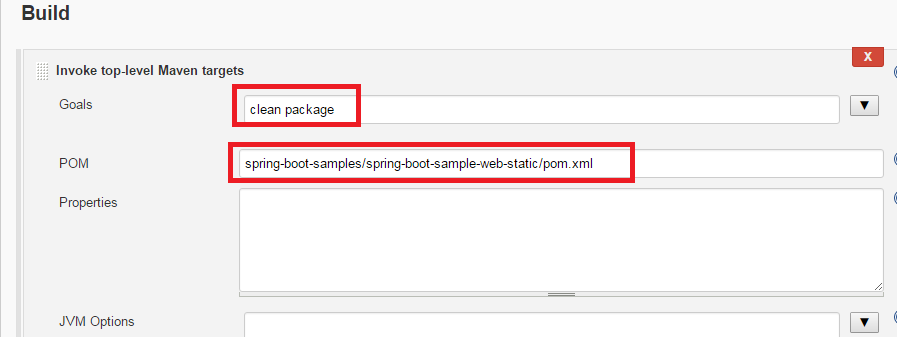 Build
Invoke top-level Maven targets
X
Goals
clean package
POM
spring-boot-samples/spring-boot-sample-web-static/pom.xml
Properties
JVM Options